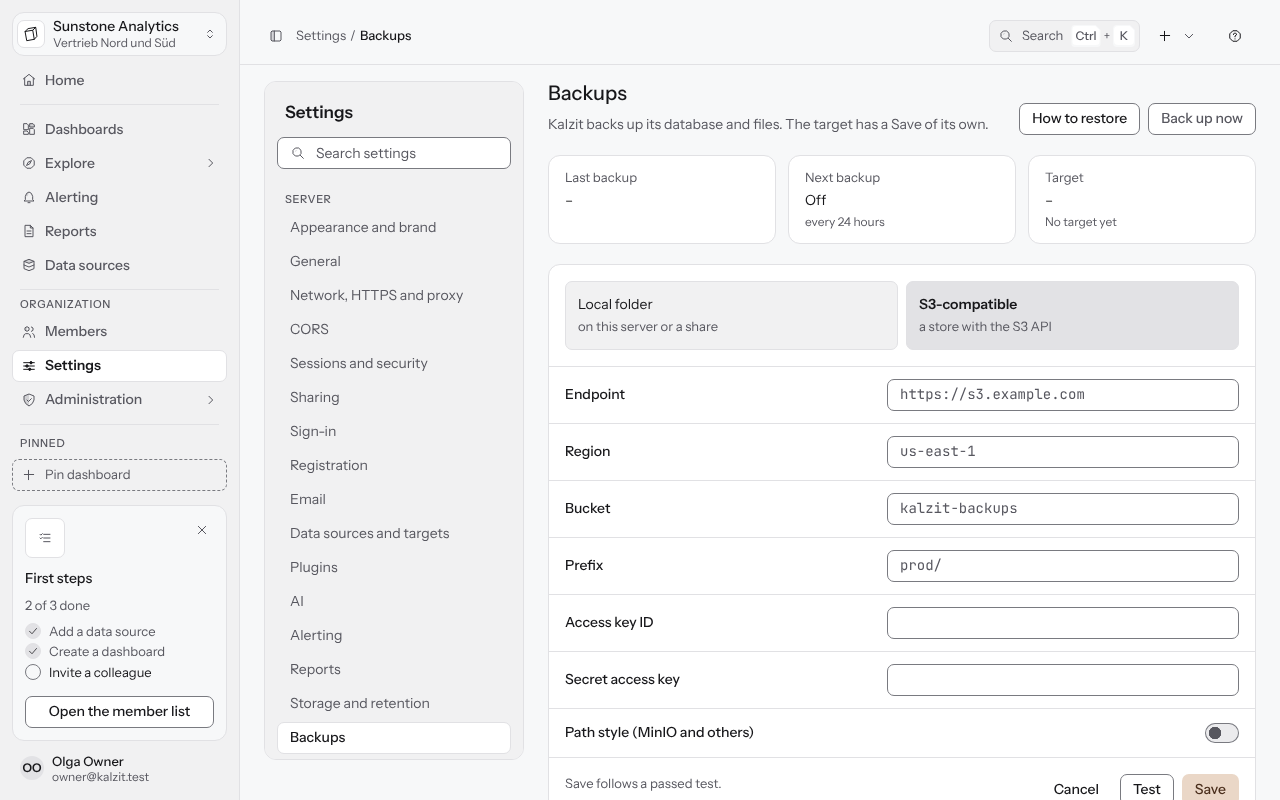 Sunstone Analytics
Vertrieb Nord und Süd
Home
Dashboards
Explore
Alerting
Reports
Data sources
ORGANIZATION
Members
Settings
Administration
PINNED
Pin dashboard
First steps
2 of 3 done
Add a data source
Create a dashboard
Invite a colleague
Open the member list
OO
Olga Owner
owner@kalzit.test
Settings / Backups
Search Ctrl + K
Settings
Search settings
SERVER
Appearance and brand
General
Network, HTTPS and proxy
CORS
Sessions and security
Sharing
Sign-in
Registration
Email
Data sources and targets
Plugins
AI
Alerting
Reports
Storage and retention
Backups
Backups
Kalzit backs up its database and files. The target has a Save of its own.
How to restore
Back up now
Last backup
–
Next backup
Off
every 24 hours
Target
–
No target yet
Local folder
on this server or a share
S3-compatible
a store with the S3 API
Endpoint
https://s3.example.com
Region
us-east-1
Bucket
kalzit-backups
Prefix
prod/
Access key ID
Secret access key
Path style (MinIO and others)
Save follows a passed test.
Cancel
Test
Save